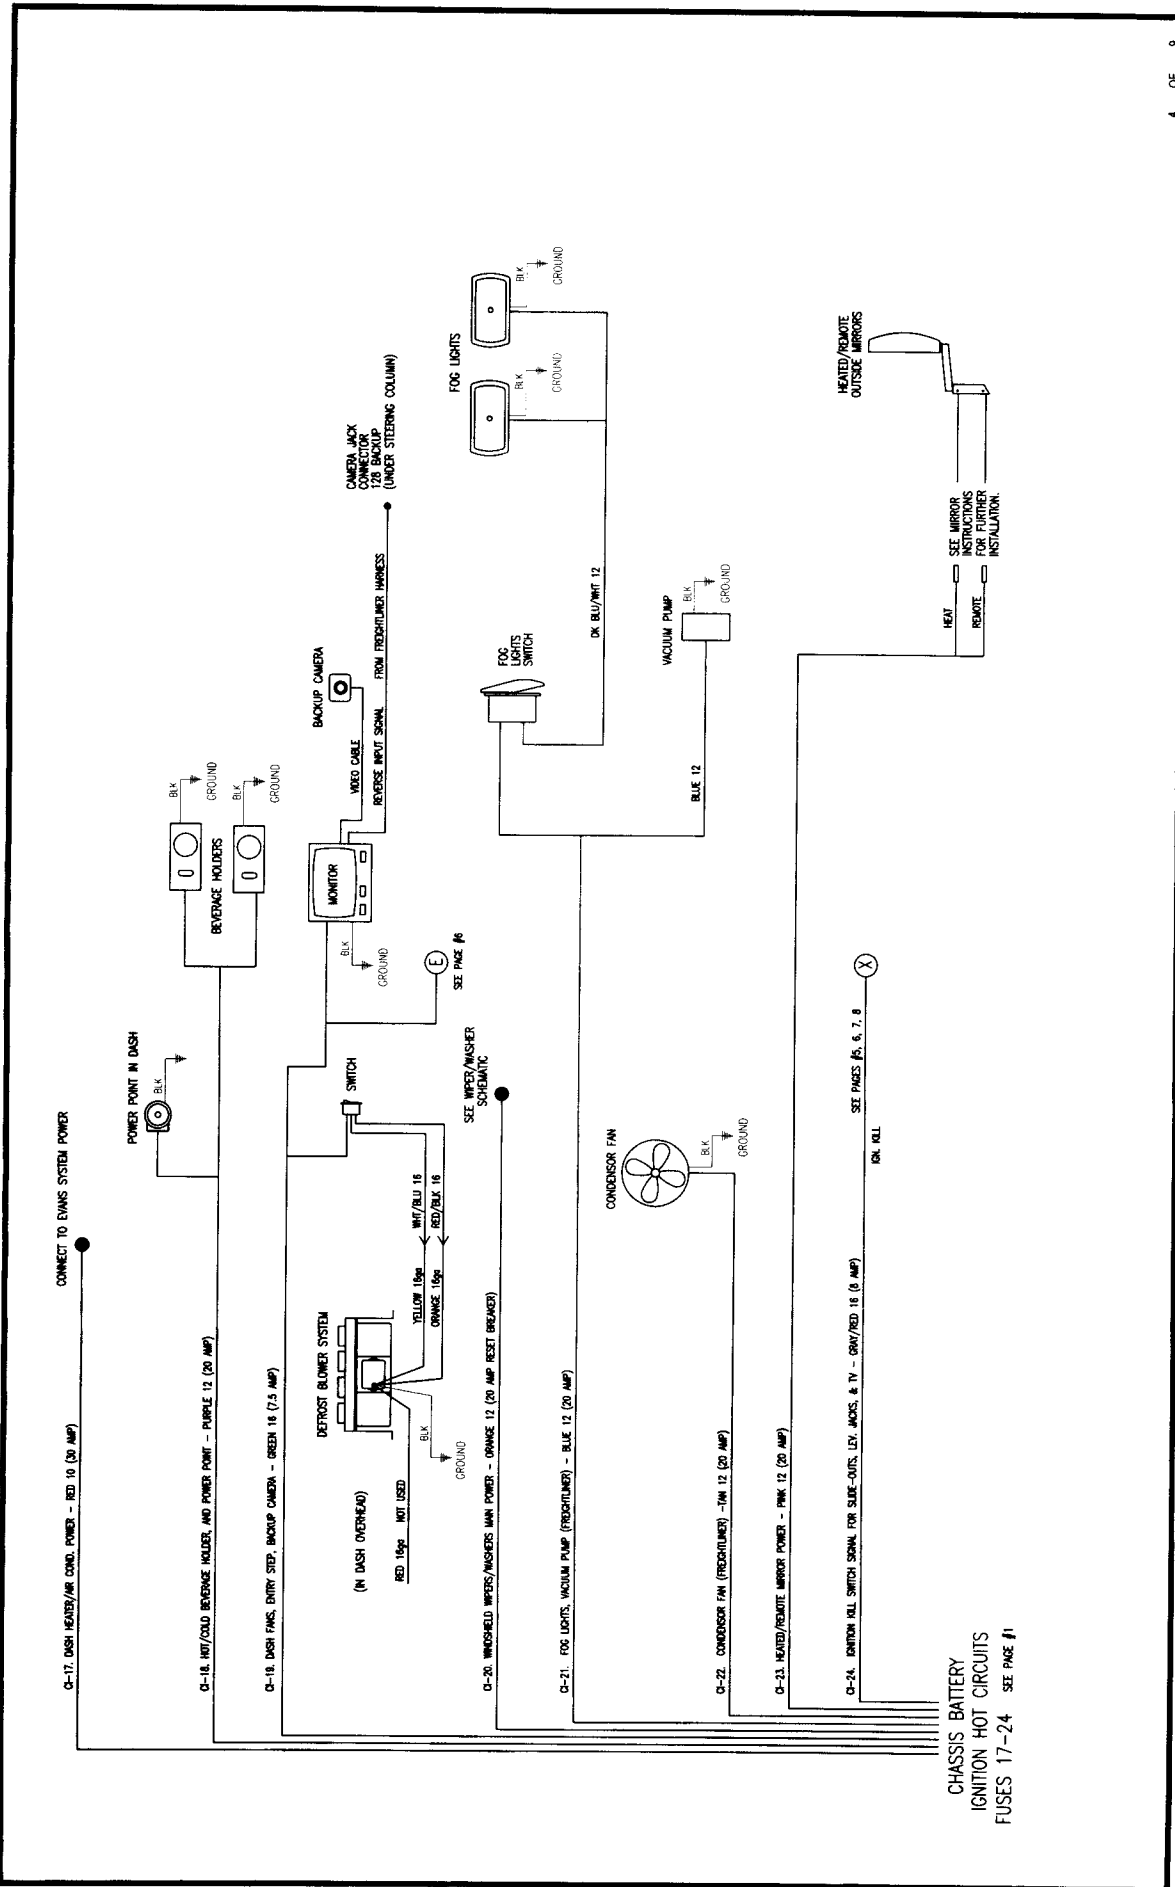 CONNECT TO EVANS SYSTEM POWER
CI-17. DASH HEATER/AIR COND. POWER - RED 10 (30 AMP)
POWER POINT IN DASH
BLK
BLK
GROUND
BLK
GROUND
BEVERAGE HOLDERS
CI-18. HOT/COLD BEVERAGE HOLDER, AND POWER POINT - PURPLE 12 (20 AMP)
CI-19. DASH FANS, ENTRY STEP, BACKUP CAMERA - GREEN 16 (7.5 AMP)
DEFROST BLOWER SYSTEM
(IN DASH OVERHEAD)
RED 16ga NOT USED
BLK
GROUND
YELLOW 16ga
WHT/BLU 16
ORANGE 16ga
RED/BLK 16
SWITCH
MONITOR
BLK
GROUND
E
SEE PAGE #6
BACKUP CAMERA
VIDEO CABLE
REVERSE INPUT SIGNAL
FROM FREIGHTLINER HARNESS
CAMERA JACK
CONNECTOR
128 BACKUP
(UNDER STEERING COLUMN)
SEE WIPER/WASHER
SCHEMATIC
CI-20. WINDSHIELD WIPERS/WASHERS MAIN POWER - ORANGE 12 (20 AMP RESET BREAKER)
FOG LIGHTS
BLK
GROUND
BLK
GROUND
FOG
LIGHTS
SWITCH
DK BLU/WHT 12
CI-21. FOG LIGHTS, VACUUM PUMP (FREIGHTLINER) - BLUE 12 (20 AMP)
VACUUM PUMP
BLK
GROUND
BLUE 12
CONDENSOR FAN
BLK
GROUND
CI-22. CONDENSOR FAN (FREIGHTLINER) -TAN 12 (20 AMP)
CI-23. HEATED/REMOTE MIRROR POWER - PINK 12 (20 AMP)
HEATED/REMOTE
OUTSIDE MIRRORS
HEAT
REMOTE
SEE MIRROR
INSTRUCTIONS
FOR FURTHER
INSTALLATION.
CI-24. IGNITION KILL SWITCH SIGNAL FOR SLIDE-OUTS, LEV. JACKS, & TV - GRAY/RED 16 (8 AMP)
SEE PAGES #5, 6, 7, 8
IGN. KILL
X
CHASSIS BATTERY
IGNITION HOT CIRCUITS
FUSES 17-24 SEE PAGE #1
OF